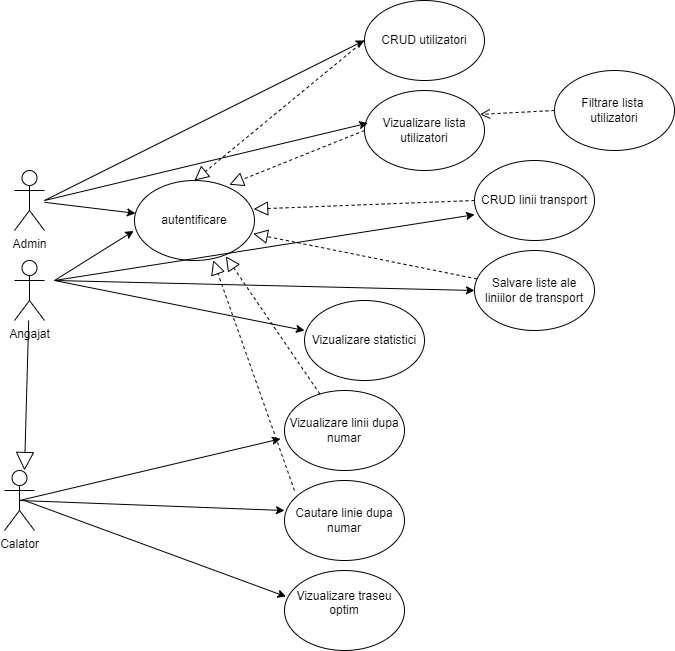 CRUD utilizatori
Filtrare lista
utilizatori
Vizualizare lista
utilizatori
CRUD linii transport
autentificare
Admin
Salvare liste ale
liniilor de transport
Angajat
Vizualizare statistici
Vizualizare linii dupa
numar
Cautare linie dupa
numar
Calator
Vizualizare traseu
optim